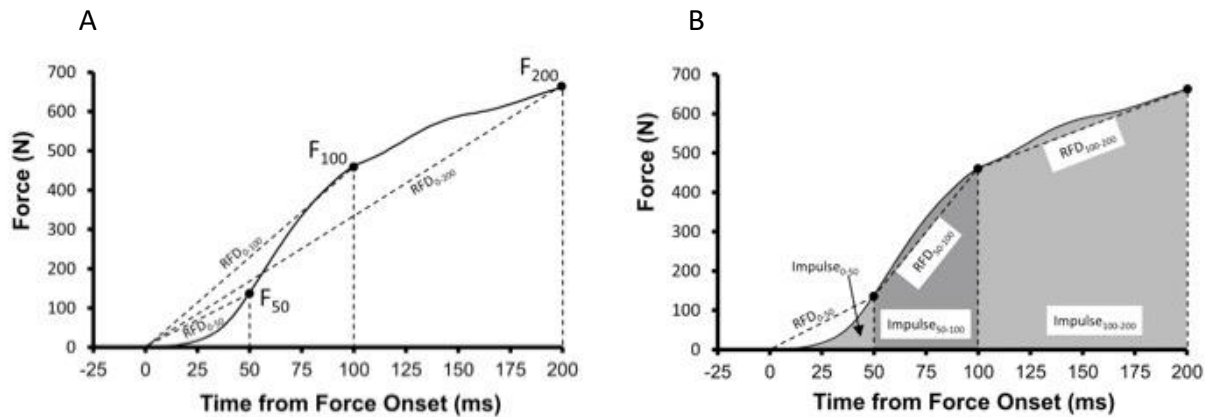 A
B
700
600
500
400
300
200
100
0
Force (N)
F₂₀₀
F₁₀₀
F₅₀
RFD₀₋₁₀₀
RFD₀₋₂₀₀
RFD₀₋₅₀
-25 0 25 50 75 100 125 150 175 200
Time from Force Onset (ms)
700
600
500
400
300
200
100
0
Force (N)
RFD₁₀₀₋₂₀₀
RFD₅₀₋₁₀₀
Impulse₀₋₅₀
RFD₀₋₅₀
Impulse₅₀₋₁₀₀
Impulse₁₀₀₋₂₀₀
-25 0 25 50 75 100 125 150 175 200
Time from Force Onset (ms)